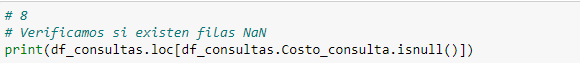 # 8
# Verificamos si existen filas NaN
print(df_consultas.loc[df_consultas.Costo_consulta.isnull()])